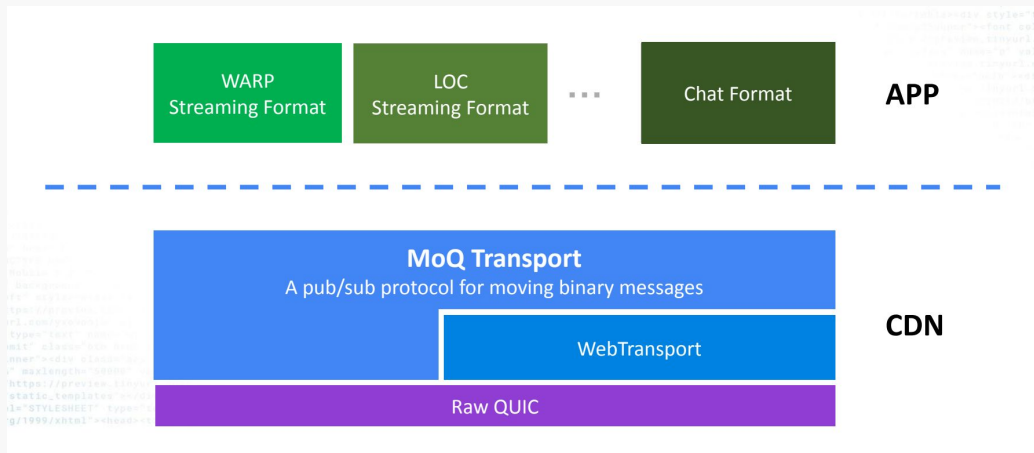 WARP
Streaming Format
LOC
Streaming Format
...
Chat Format
APP
MoQ Transport
A pub/sub protocol for moving binary messages
WebTransport
CDN
Raw QUIC